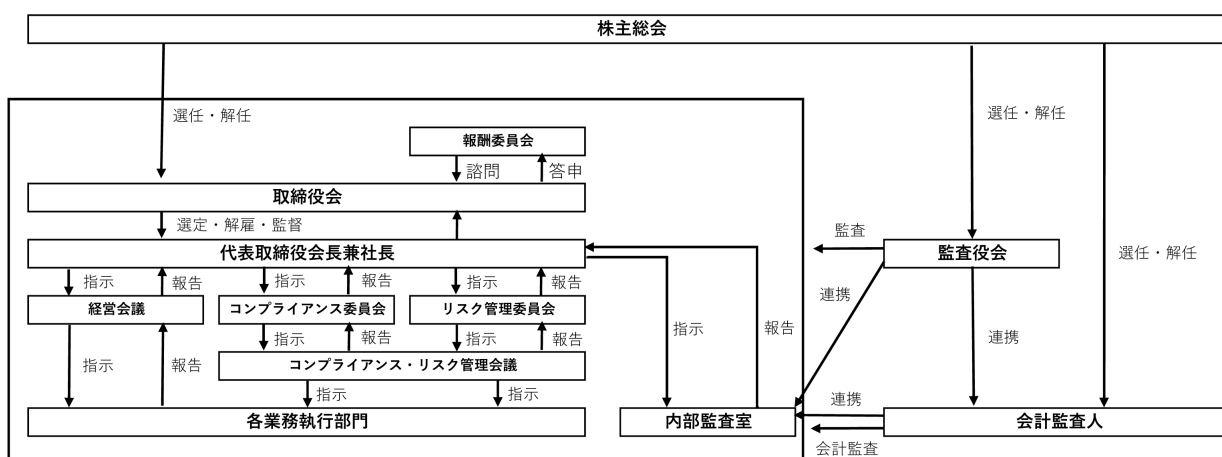 株主総会
選任・解任
選任・解任
報酬委員会
諮問
答申
取締役会
選定・解雇・監督
監査
代表取締役会長兼社長
監査役会
選任・解任
指示
報告
指示
報告
指示
報告
連携
経営会議
コンプライアンス委員会
リスク管理委員会
指示
報告
指示
報告
指示
報告
指示
報告
連携
コンプライアンス・リスク管理会議
指示
指示
連携
各業務執行部門
内部監査室
会計監査人
会計監査